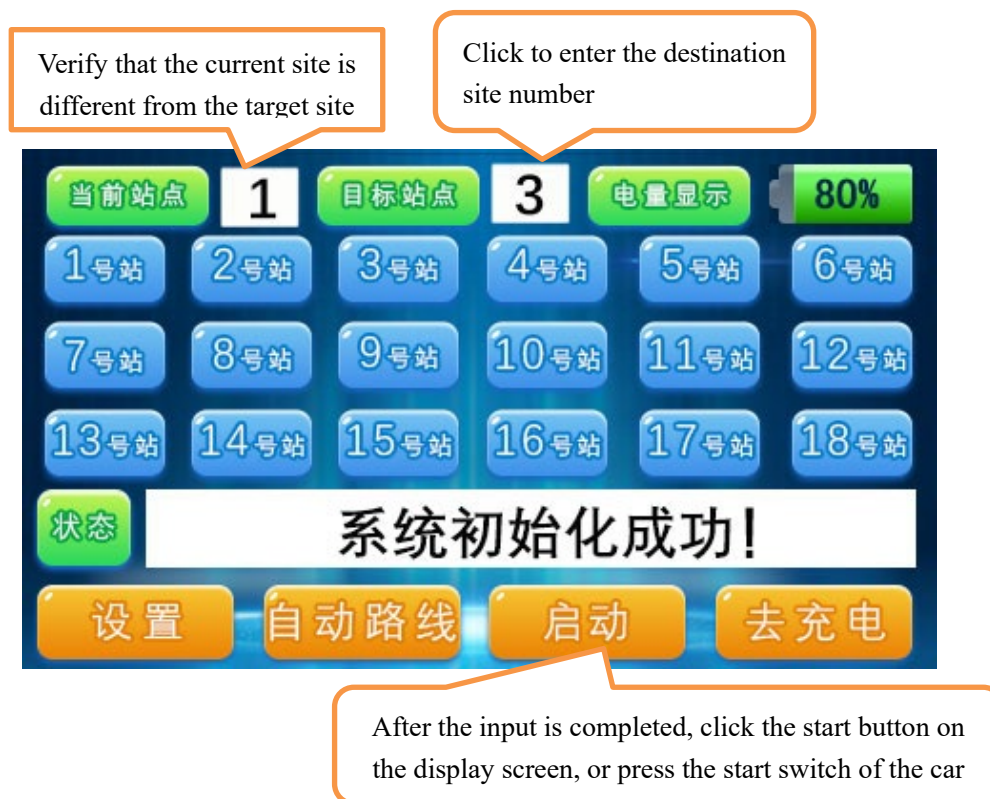 Verify that the current site is
different from the target site
Click to enter the destination
site number
当前站点 1 目标站点 3 电量显示 80%
1号站 2号站 3号站 4号站 5号站 6号站
7号站 8号站 9号站 10号站 11号站 12号站
13号站 14号站 15号站 16号站 17号站 18号站
状态 系统初始化成功!
设置 自动路线 启动 去充电
After the input is completed, click the start button on
the display screen, or press the start switch of the car